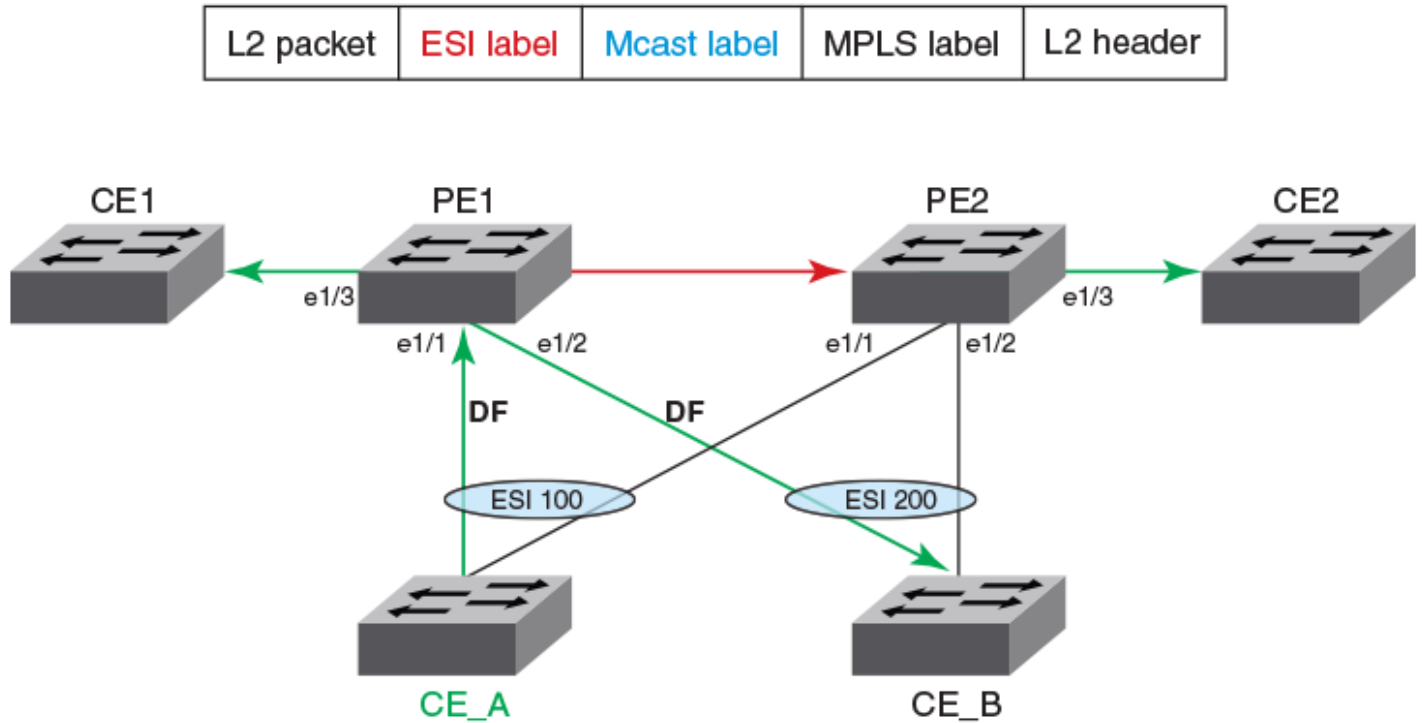 L2 packet ESI label Mcast label MPLS label L2 header
CE1 PE1 PE2 CE2
e1/3 e1/3
e1/1 e1/2 e1/1 e1/2
DF DF
ESI 100 ESI 200
CE_A CE_B